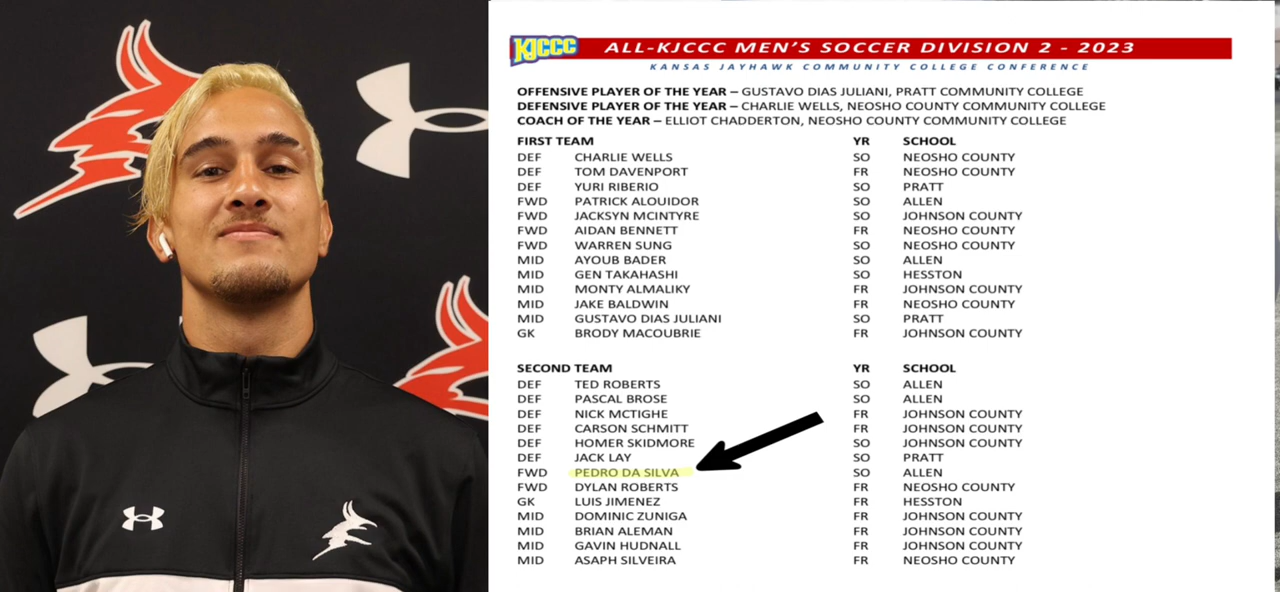 KJCCC
ALL-KJCCC MEN'S SOCCER DIVISION 2 - 2023
KANSAS JAYHAWK COMMUNITY COLLEGE CONFERENCE
OFFENSIVE PLAYER OF THE YEAR – GUSTAVO DIAS JULIANI, PRATT COMMUNITY COLLEGE
DEFENSIVE PLAYER OF THE YEAR – CHARLIE WELLS, NEOSHO COUNTY COMMUNITY COLLEGE
COACH OF THE YEAR – ELLIOT CHADDERTON, NEOSHO COUNTY COMMUNITY COLLEGE
FIRST TEAM YR SCHOOL
DEF CHARLIE WELLS SO NEOSHO COUNTY
DEF TOM DAVENPORT FR NEOSHO COUNTY
DEF YURI RIBERIO SO PRATT
FWD PATRICK ALOUIDOR SO ALLEN
FWD JACKSYN MCINTYRE SO JOHNSON COUNTY
FWD AIDAN BENNETT FR NEOSHO COUNTY
FWD WARREN SUNG SO NEOSHO COUNTY
MID AYOUB BADER SO ALLEN
MID GEN TAKAHASHI SO HESSTON
MID MONTY ALMALIKY FR JOHNSON COUNTY
MID JAKE BALDWIN FR NEOSHO COUNTY
MID GUSTAVO DIAS JULIANI SO PRATT
GK BRODY MACOUBRIE FR JOHNSON COUNTY
SECOND TEAM YR SCHOOL
DEF TED ROBERTS SO ALLEN
DEF PASCAL BROSE SO ALLEN
DEF NICK MCTIGHE FR JOHNSON COUNTY
DEF CARSON SCHMITT FR JOHNSON COUNTY
DEF HOMER SKIDMORE SO JOHNSON COUNTY
DEF JACK LAY SO PRATT
FWD PEDRO DA SILVA SO ALLEN
FWD DYLAN ROBERTS FR NEOSHO COUNTY
GK LUIS JIMENEZ FR HESSTON
MID DOMINIC ZUNIGA FR JOHNSON COUNTY
MID BRIAN ALEMAN FR JOHNSON COUNTY
MID GAVIN HUDNALL FR JOHNSON COUNTY
MID ASAPH SILVEIRA FR NEOSHO COUNTY